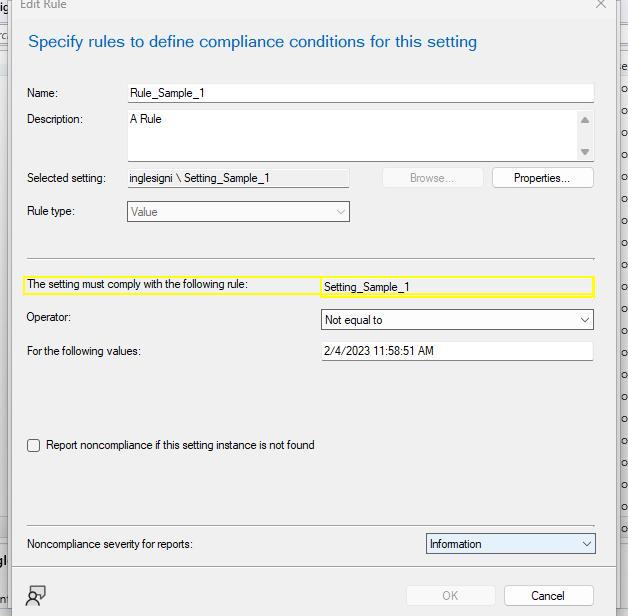 Edit Rule
Specify rules to define compliance conditions for this setting
Name: Rule_Sample_1
Description: A Rule
Selected setting: inglesigni \ Setting_Sample_1 Browse... Properties...
Rule type: Value
The setting must comply with the following rule: Setting_Sample_1
Operator: Not equal to
For the following values: 2/4/2023 11:58:51 AM
Report noncompliance if this setting instance is not found
Noncompliance severity for reports: Information
OK Cancel